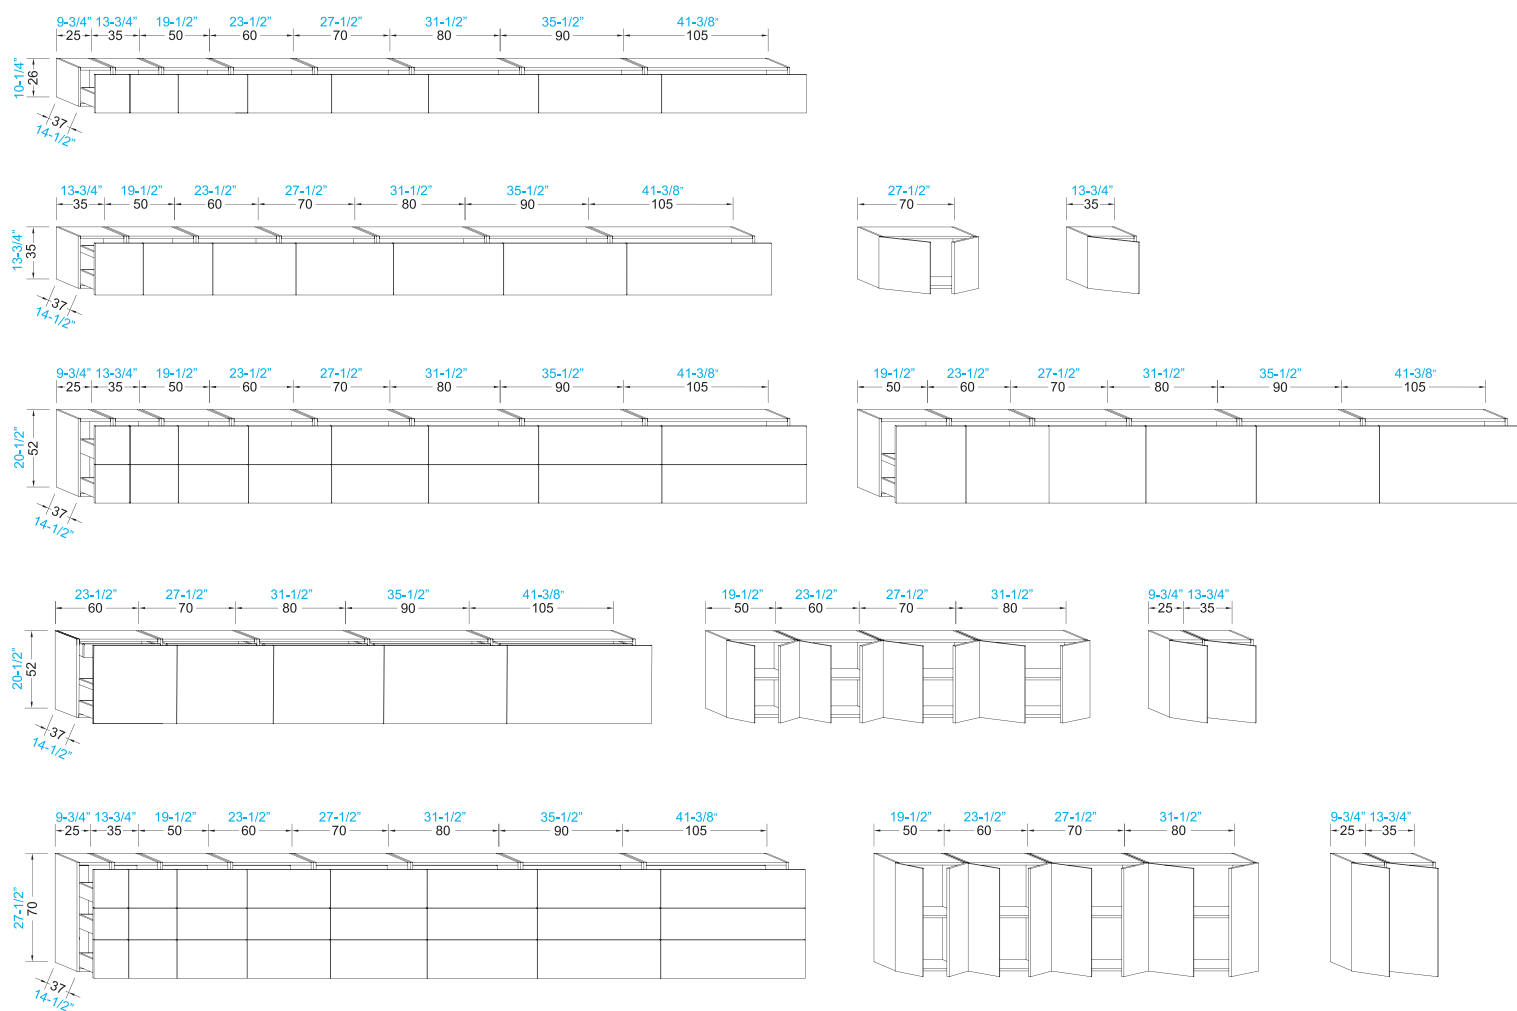 9-3/4" 13-3/4" 19-1/2" 23-1/2" 27-1/2" 31-1/2" 35-1/2" 41-3/8"
25 35 50 60 70 80 90 105
10-1/4"
26
37
14-1/2"
13-3/4" 19-1/2" 23-1/2" 27-1/2" 31-1/2" 35-1/2" 41-3/8"
35 50 60 70 80 90 105
13-3/4"
35
37
14-1/2"
27-1/2"
70
13-3/4"
35
9-3/4" 13-3/4" 19-1/2" 23-1/2" 27-1/2" 31-1/2" 35-1/2" 41-3/8"
25 35 50 60 70 80 90 105
20-1/2"
52
37
14-1/2"
19-1/2" 23-1/2" 27-1/2" 31-1/2" 35-1/2" 41-3/8"
50 60 70 80 90 105
23-1/2" 27-1/2" 31-1/2" 35-1/2" 41-3/8"
60 70 80 90 105
20-1/2"
52
37
14-1/2"
19-1/2" 23-1/2" 27-1/2" 31-1/2"
50 60 70 80
9-3/4" 13-3/4"
25 35
9-3/4" 13-3/4" 19-1/2" 23-1/2" 27-1/2" 31-1/2" 35-1/2" 41-3/8"
25 35 50 60 70 80 90 105
27-1/2"
70
37
14-1/2"
19-1/2" 23-1/2" 27-1/2" 31-1/2"
50 60 70 80
9-3/4" 13-3/4"
25 35